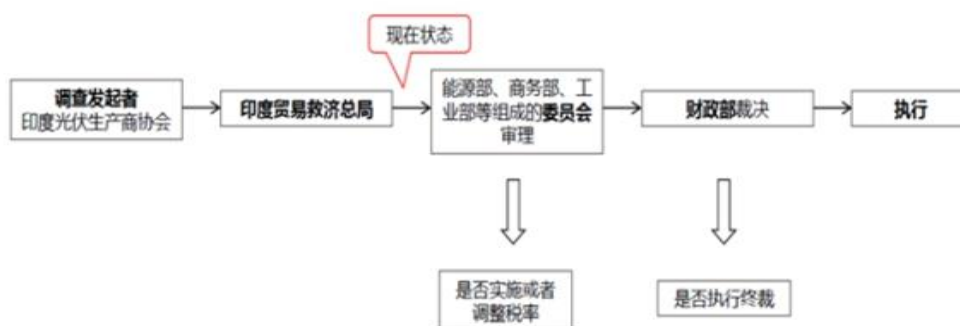 现在状态
调查发起者
印度光伏生产商协会
印度贸易救济总局
能源部、商务部、工
业部等组成的委员会
审理
财政部裁决
执行
是否实施或者
调整税率
是否执行终裁